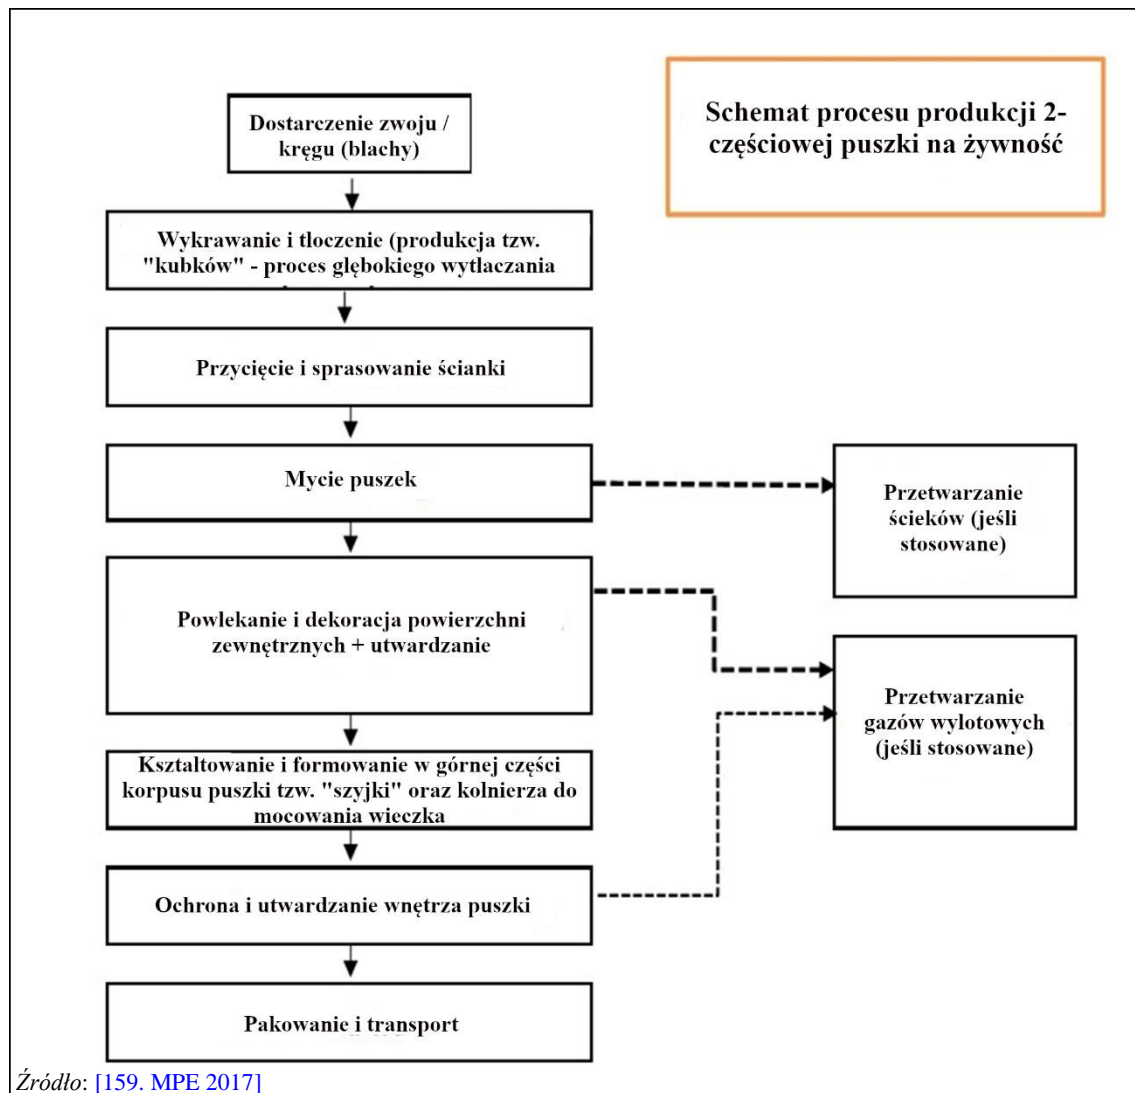 Schemat procesu produkcji 2-
częściowej puszki na żywność
Dostarczenie zwoju /
kręgu (blachy)
Wykrawanie i tłoczenie (produkcja tzw.
"kubków" - proces głębokiego wytłaczania
Przycięcie i sprasowanie ścianki
Mycie puszek
Przetwarzanie
ścieków (jeśli
stosowane)
Powlekanie i dekoracja powierzchni
zewnętrznych + utwardzanie
Przetwarzanie
gazów wylotowych
(jeśli stosowane)
Kształtowanie i formowanie w górnej części
korpusu puszki tzw. "szyjki" oraz kołnierza do
mocowania wieczka
Ochrona i utwardzanie wnętrza puszki
Pakowanie i transport
Źródło: [159. MPE 2017]